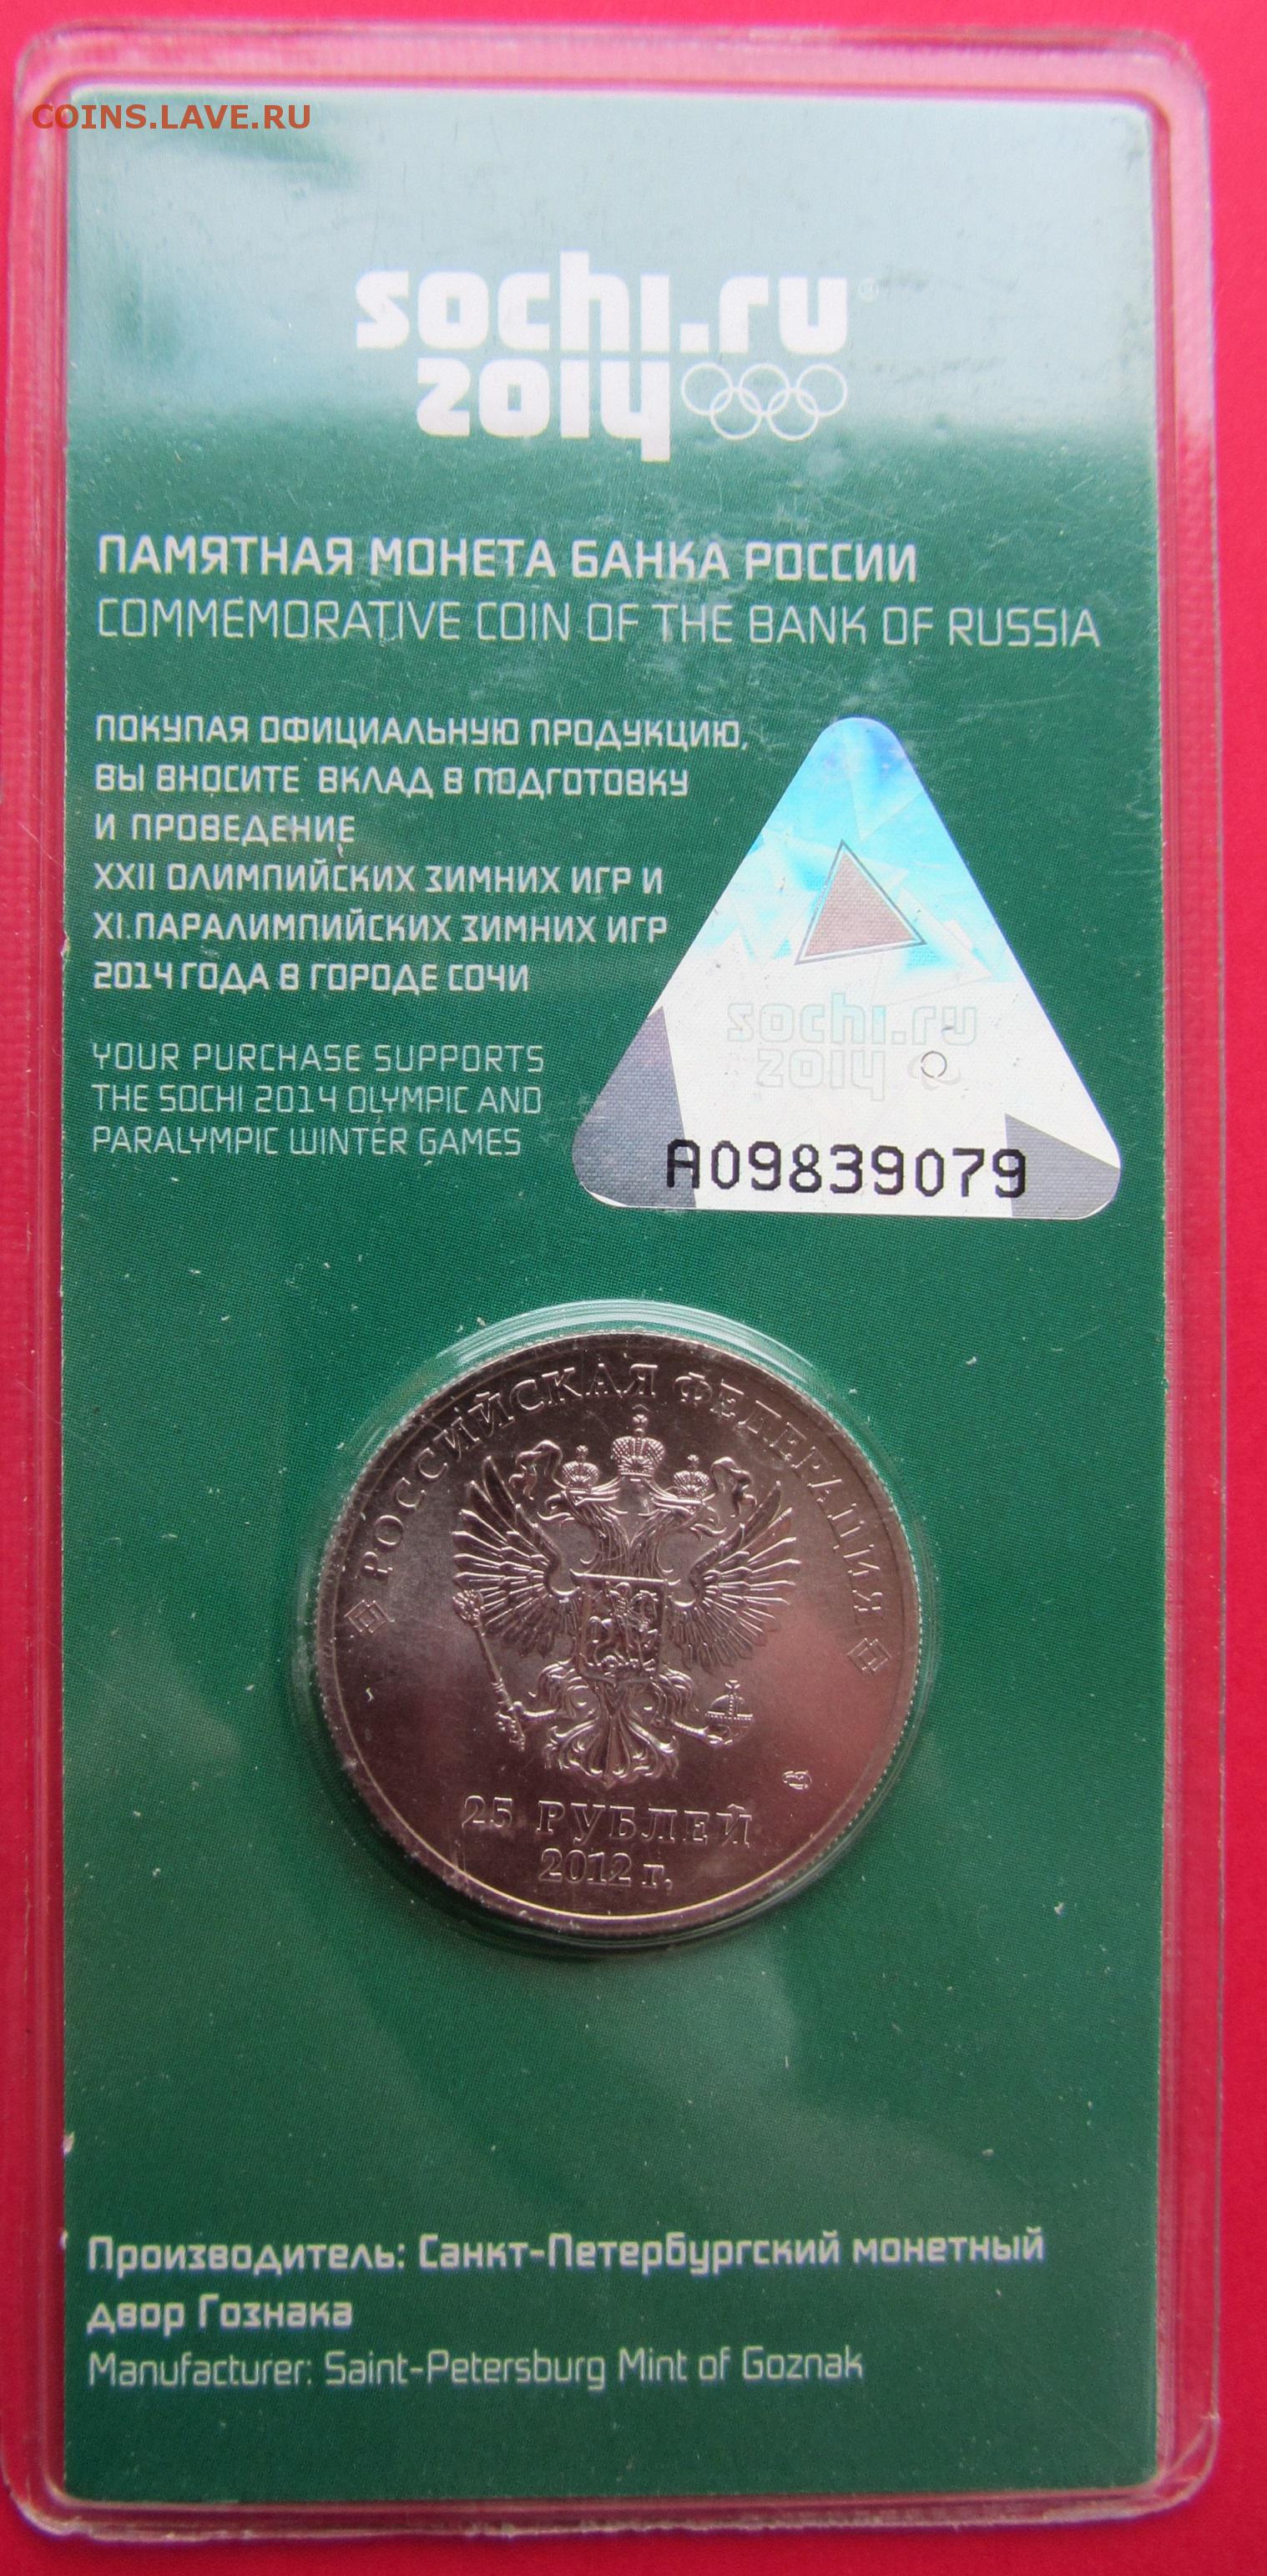 COINS.LAVE.RU
sochi.ru
2014
ПАМЯТНАЯ МОНЕТА БАНКА РОССИИ
COMMEMORATIVE COIN OF THE BANK OF RUSSIA
ПОКУПАЯ ОФИЦИАЛЬНУЮ ПРОДУКЦИЮ,
ВЫ ВНОСИТЕ ВКЛАД В ПОДГОТОВКУ
И ПРОВЕДЕНИЕ
XXII ОЛИМПИЙСКИХ ЗИМНИХ ИГР И
XI ПАРАЛИМПИЙСКИХ ЗИМНИХ ИГР
2014 ГОДА В ГОРОДЕ СОЧИ
YOUR PURCHASE SUPPORTS
THE SOCHI 2014 OLYMPIC AND
PARALYMPIC WINTER GAMES
sochi.ru
2014
A09839079
РОССИЙСКАЯ ФЕДЕРАЦИЯ
25 РУБЛЕЙ
2012 г.
Производитель: Санкт-Петербургский монетный
двор Гознака
Manufacturer: Saint-Petersburg Mint of Goznak